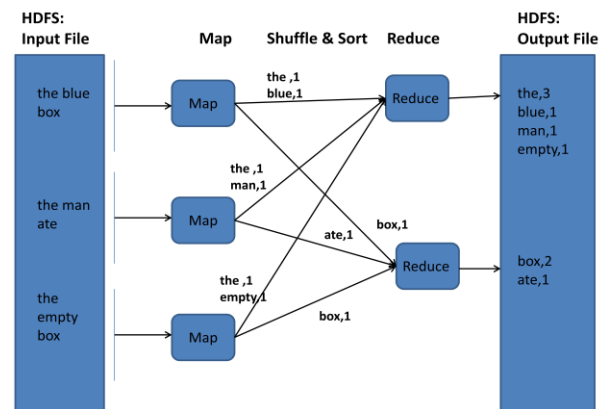 HDFS:
Input File
Map
Shuffle & Sort
Reduce
HDFS:
Output File
the blue
box
Map
the ,1
blue,1
Reduce
the,3
blue,1
man,1
empty,1
the man
ate
Map
the ,1
man,1
ate,1
box,1
Reduce
box,2
ate,1
the
empty
box
Map
the ,1
empty,1
box,1